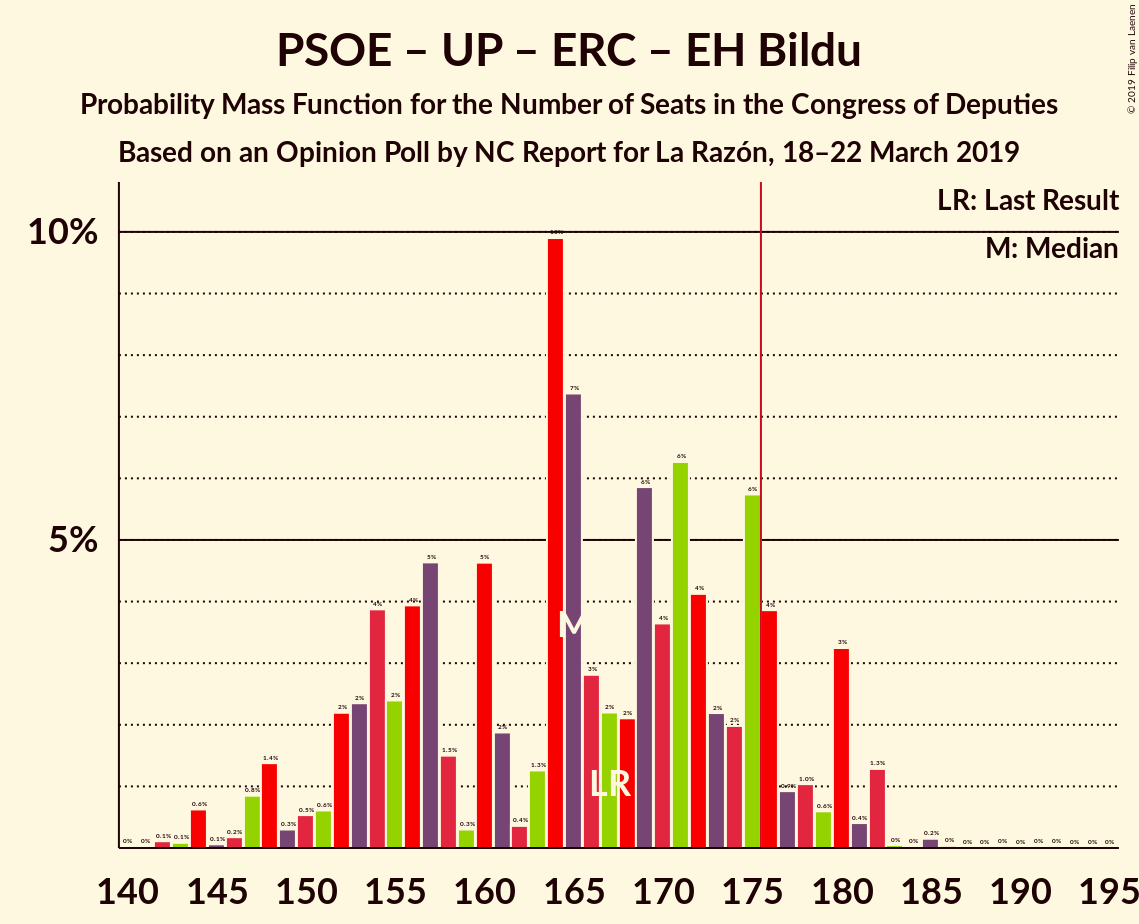 PSOE – UP – ERC – EH Bildu
Probability Mass Function for the Number of Seats in the Congress of Deputies
Based on an Opinion Poll by NC Report for La Razón, 18–22 March 2019
© 2019 Filip van Laenen
LR: Last Result
M: Median
10%
5%
0% 0% 0.1% 0.1% 0.6% 0.1% 0.2% 0.8% 1.4% 0.3% 0.5% 0.6% 2% 2% 4% 2% 4% 5% 1.5% 0.3% 5% 2% 0.4% 1.3% 10% 7% 3% 2% 2% 6% 4% 6% 4% 2% 2% 6% 4% 0.9% 1.0% 0.6% 3% 0.4% 1.3% 0% 0% 0.2% 0% 0% 0% 0% 0% 0% 0% 0% 0% 0%
M
LR
140 145 150 155 160 165 170 175 180 185 190 195